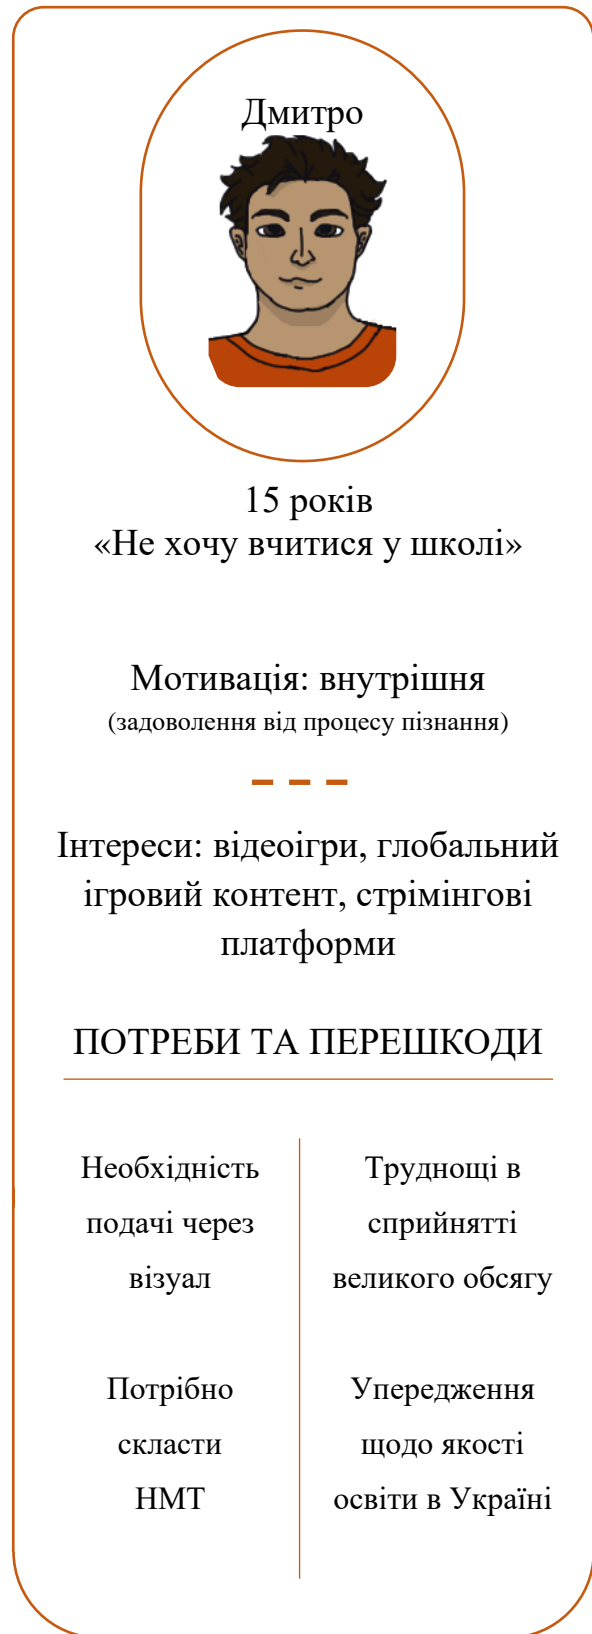 Дмитро
15 років
«Не хочу вчитися у школі»
Мотивація: внутрішня
(задоволення від процесу пізнання)
Інтереси: відеоігри, глобальний
ігровий контент, стрімінгові
платформи
ПОТРЕБИ ТА ПЕРЕШКОДИ
Необхідність
подачі через
візуал
Труднощі в
сприйнятті
великого обсягу
Потрібно
скласти
НМТ
Упередження
щодо якості
освіти в Україні